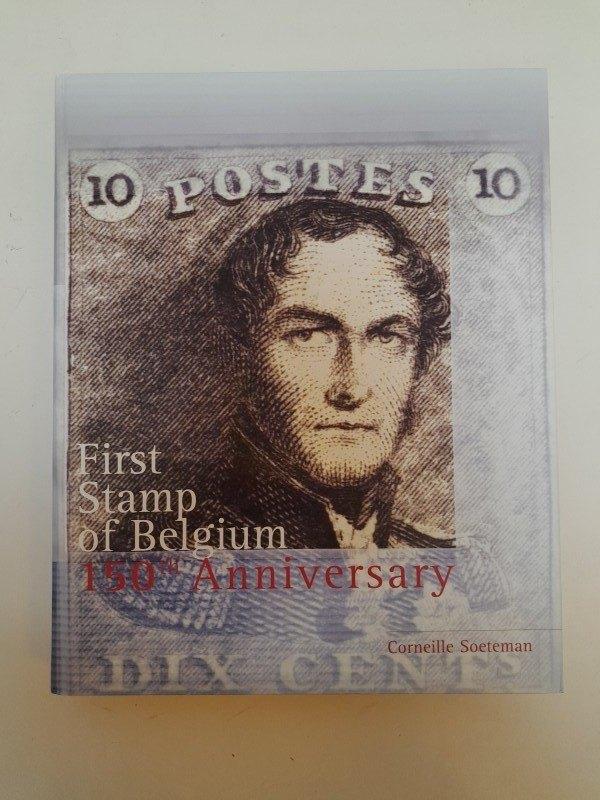 10 POSTES 10
First
Stamp
of Belgium
150th Anniversary
Corneille Soeteman
DIX CENTS